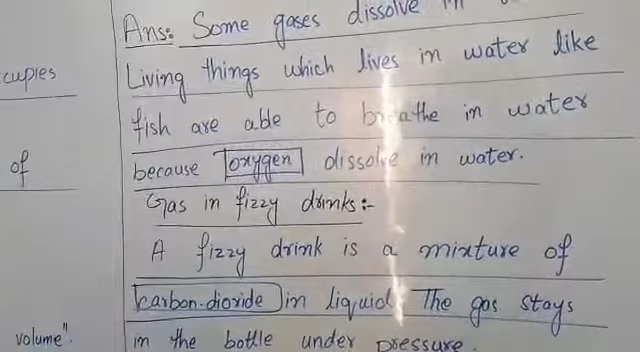 Ans: Some gases dissolve in
Living things which lives in water like
cupies
fish are able to breathe in water
of
because oxygen dissolve in water.
Gas in fizzy drinks:-
A fizzy drink is a mixture of
carbon-dioxide in liquid. The gas stays
volume".
in the bottle under pressure.